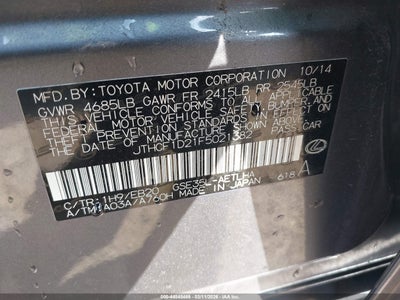 MFD.BY: TOYOTA MOTOR CORPORATION 10/14
GVWR 4685LB GAWR FR 2415LB RR 2545LB
THIS VEHICLE CONFORMS TO ALL APPLICABLE
FEDERAL MOTOR VEHICLE SAFETY, BUMPER, AND
THEFT PREVENTION STANDARDS IN EFFECT ON
THE DATE OF MANUFACTURE SHOWN ABOVE.
PASS.CAR
C/TR: 1H9/EB20 GSE35L-AETLHA
A/TM: A03A/A760H MADE IN JAPAN 618 A